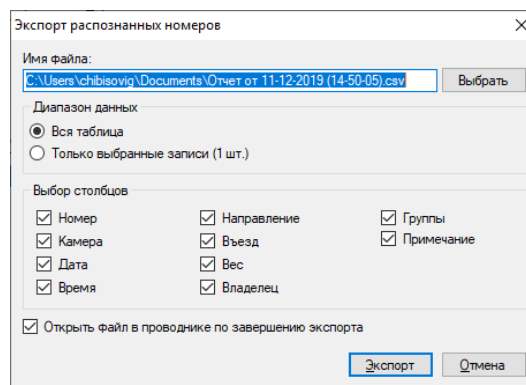 Экспорт распознанных номеров
Имя файла:
C:\Users\chibisovig\Documents\Отчет от 11-12-2019 (14-50-05).csv
Выбрать
Диапазон данных
Вся таблица
Только выбранные записи (1 шт.)
Выбор столбцов
Номер Направление Группы
Камера Въезд Примечание
Дата Вес
Время Владелец
Открыть файл в проводнике по завершению экспорта
Экспорт Отмена